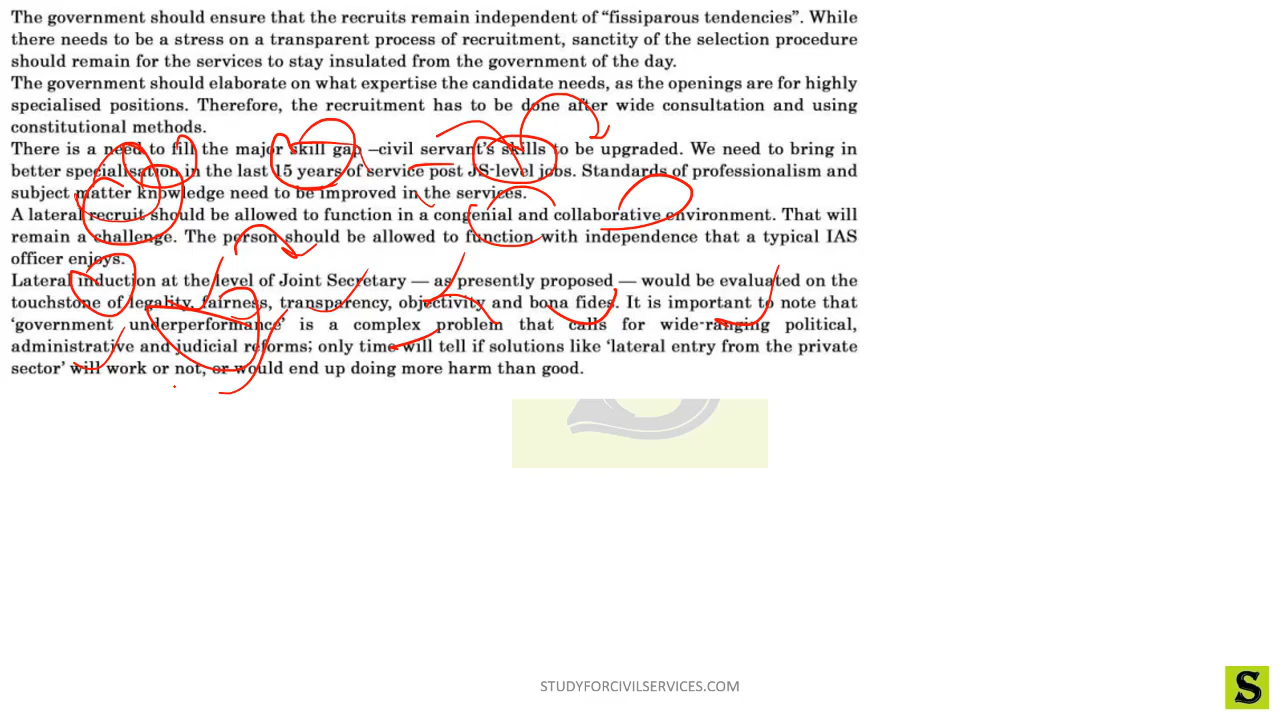 The government should ensure that the recruits remain independent of “fissiparous tendencies”. While
there needs to be a stress on a transparent process of recruitment, sanctity of the selection procedure
should remain for the services to stay insulated from the government of the day.
The government should elaborate on what expertise the candidate needs, as the openings are for highly
specialised positions. Therefore, the recruitment has to be done after wide consultation and using
constitutional methods.
There is a need to fill the major skill gap –civil servant’s skills to be upgraded. We need to bring in
better specialisation in the last 15 years of service post JS-level jobs. Standards of professionalism and
subject matter knowledge need to be improved in the services.
A lateral recruit should be allowed to function in a congenial and collaborative environment. That will
remain a challenge. The person should be allowed to function with independence that a typical IAS
officer enjoys.
Lateral induction at the level of Joint Secretary — as presently proposed — would be evaluated on the
touchstone of legality, fairness, transparency, objectivity and bona fides. It is important to note that
‘government underperformance’ is a complex problem that calls for wide-ranging political,
administrative and judicial reforms; only time will tell if solutions like ‘lateral entry from the private
sector’ will work or not, or would end up doing more harm than good.
STUDYFORCIVILSERVICES.COM
S